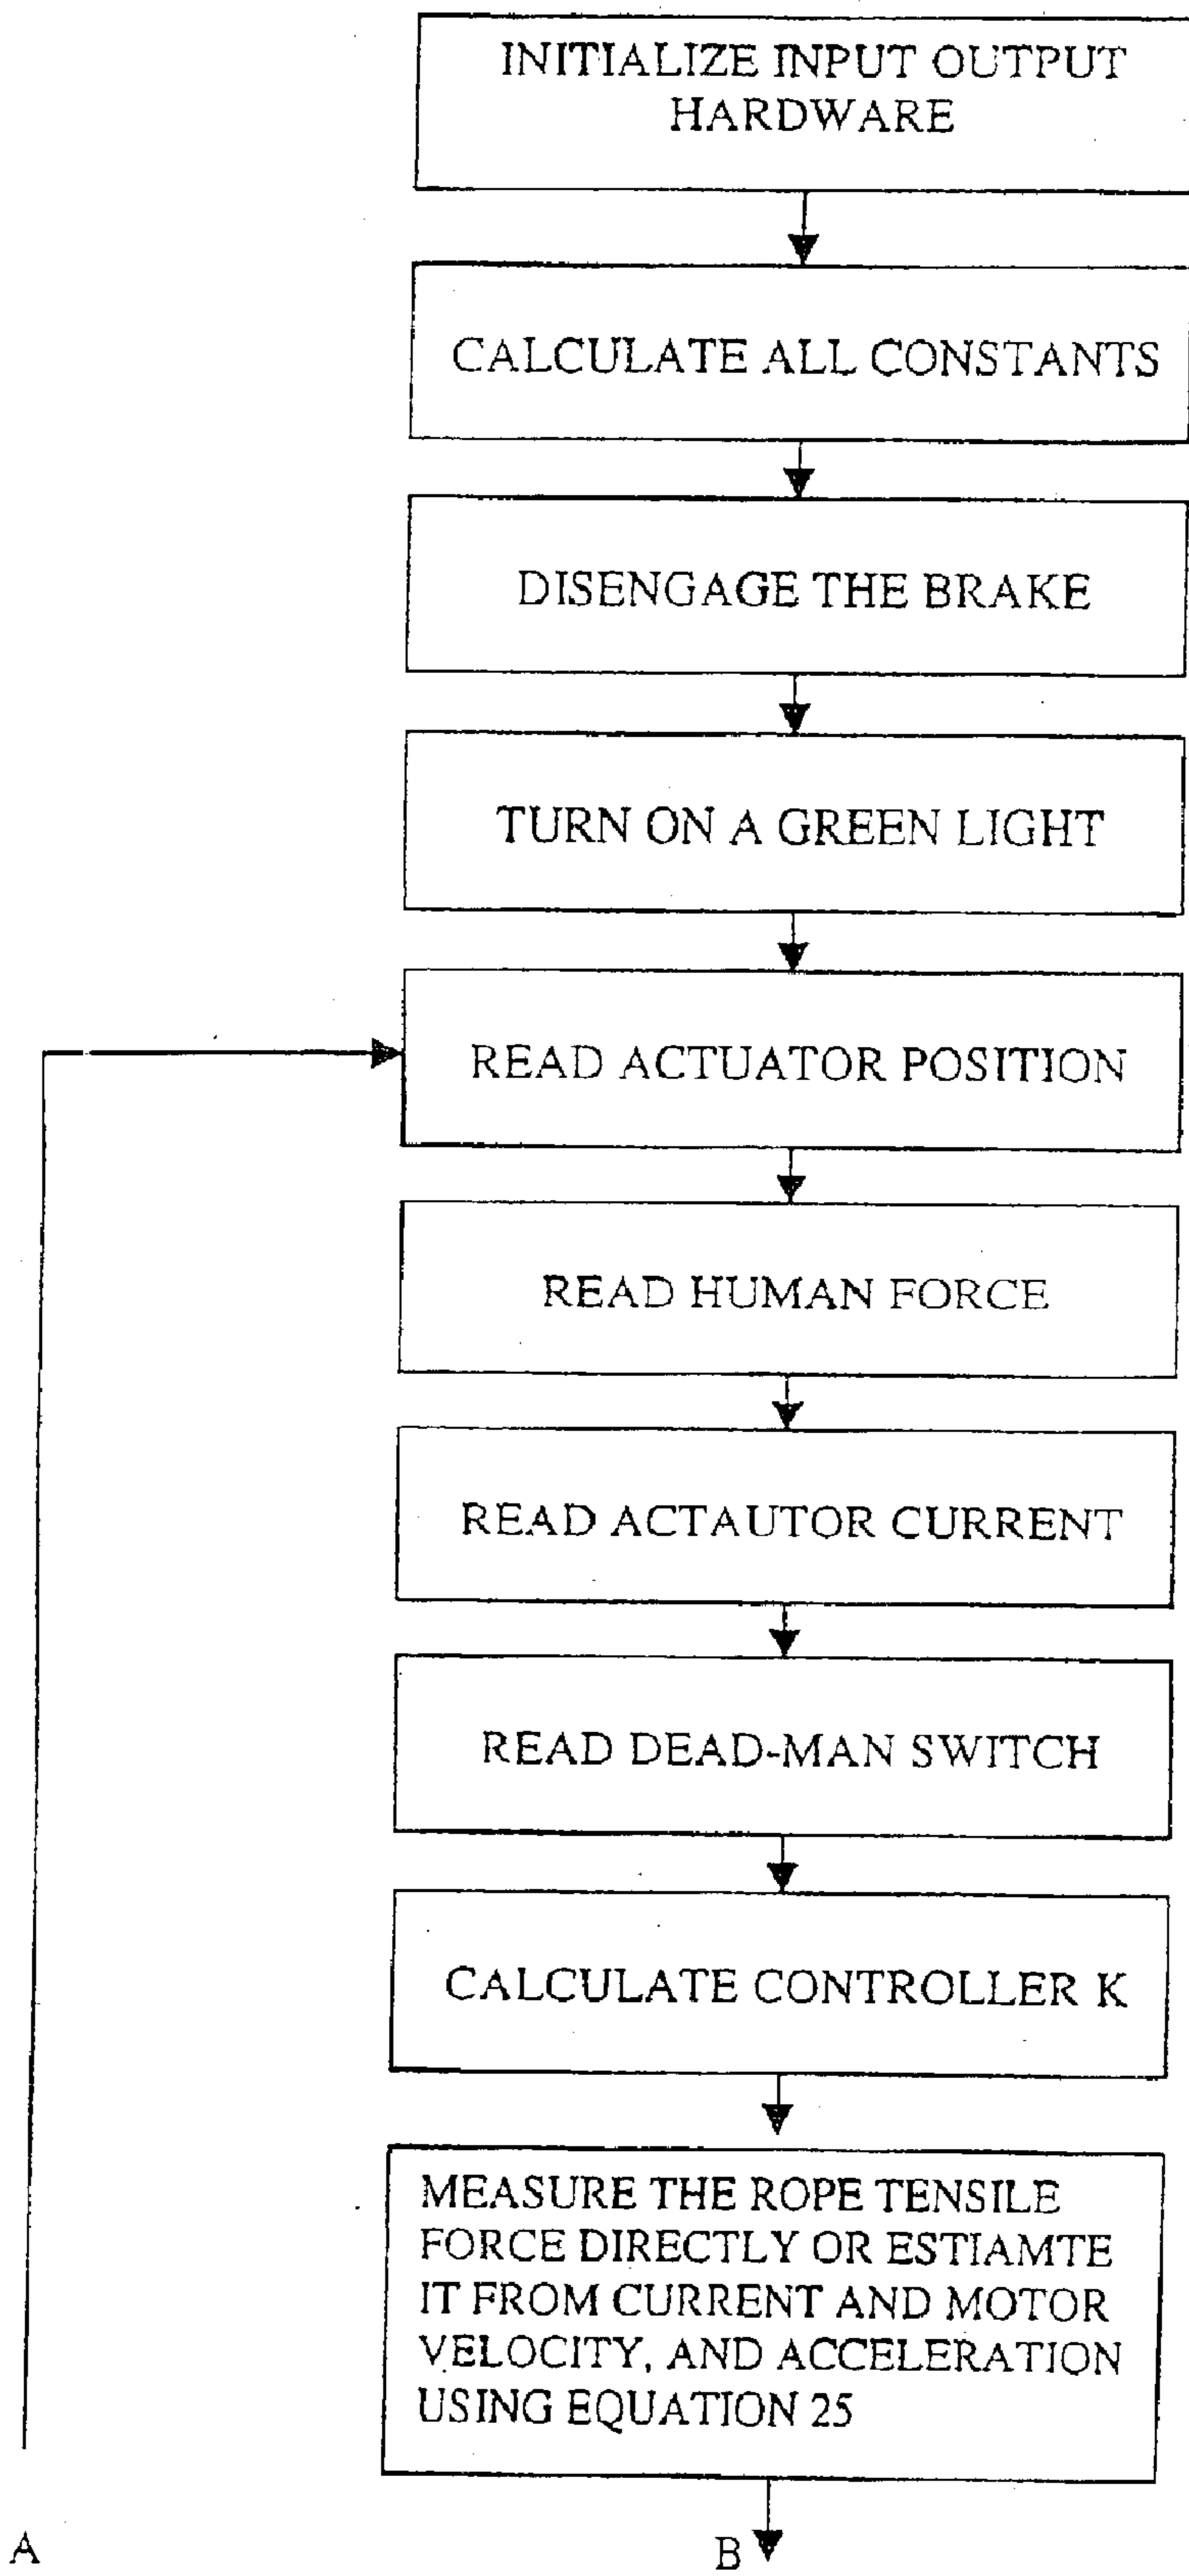 INITIALIZE INPUT OUTPUT
HARDWARE
CALCULATE ALL CONSTANTS
DISENGAGE THE BRAKE
TURN ON A GREEN LIGHT
READ ACTUATOR POSITION
READ HUMAN FORCE
READ ACTAUTOR CURRENT
READ DEAD-MAN SWITCH
CALCULATE CONTROLLER K
MEASURE THE ROPE TENSILE
FORCE DIRECTLY OR ESTIAMTE
IT FROM CURRENT AND MOTOR
VELOCITY, AND ACCELERATION
USING EQUATION 25
A
B